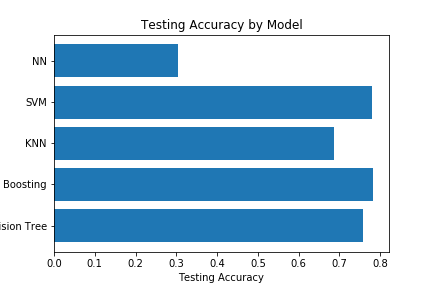 Testing Accuracy by Model
NN
SVM
KNN
Boosting
ision Tree
0.0 0.1 0.2 0.3 0.4 0.5 0.6 0.7 0.8
Testing Accuracy